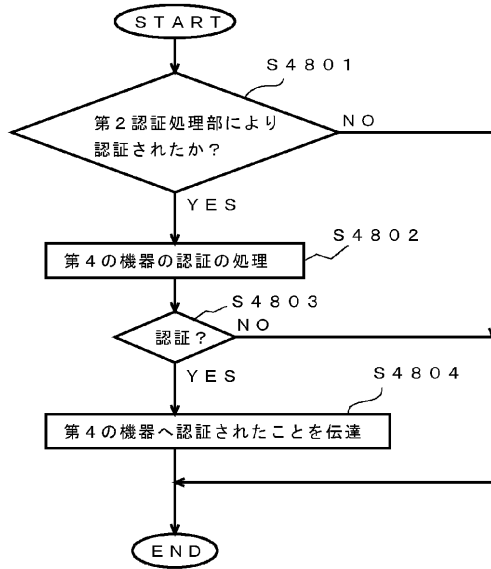 START
S4801
第2認証処理部により
認証されたか？
NO
YES
S4802
第4の機器の認証の処理
S4803
認証？
NO
YES
S4804
第4の機器へ認証されたことを伝達
END